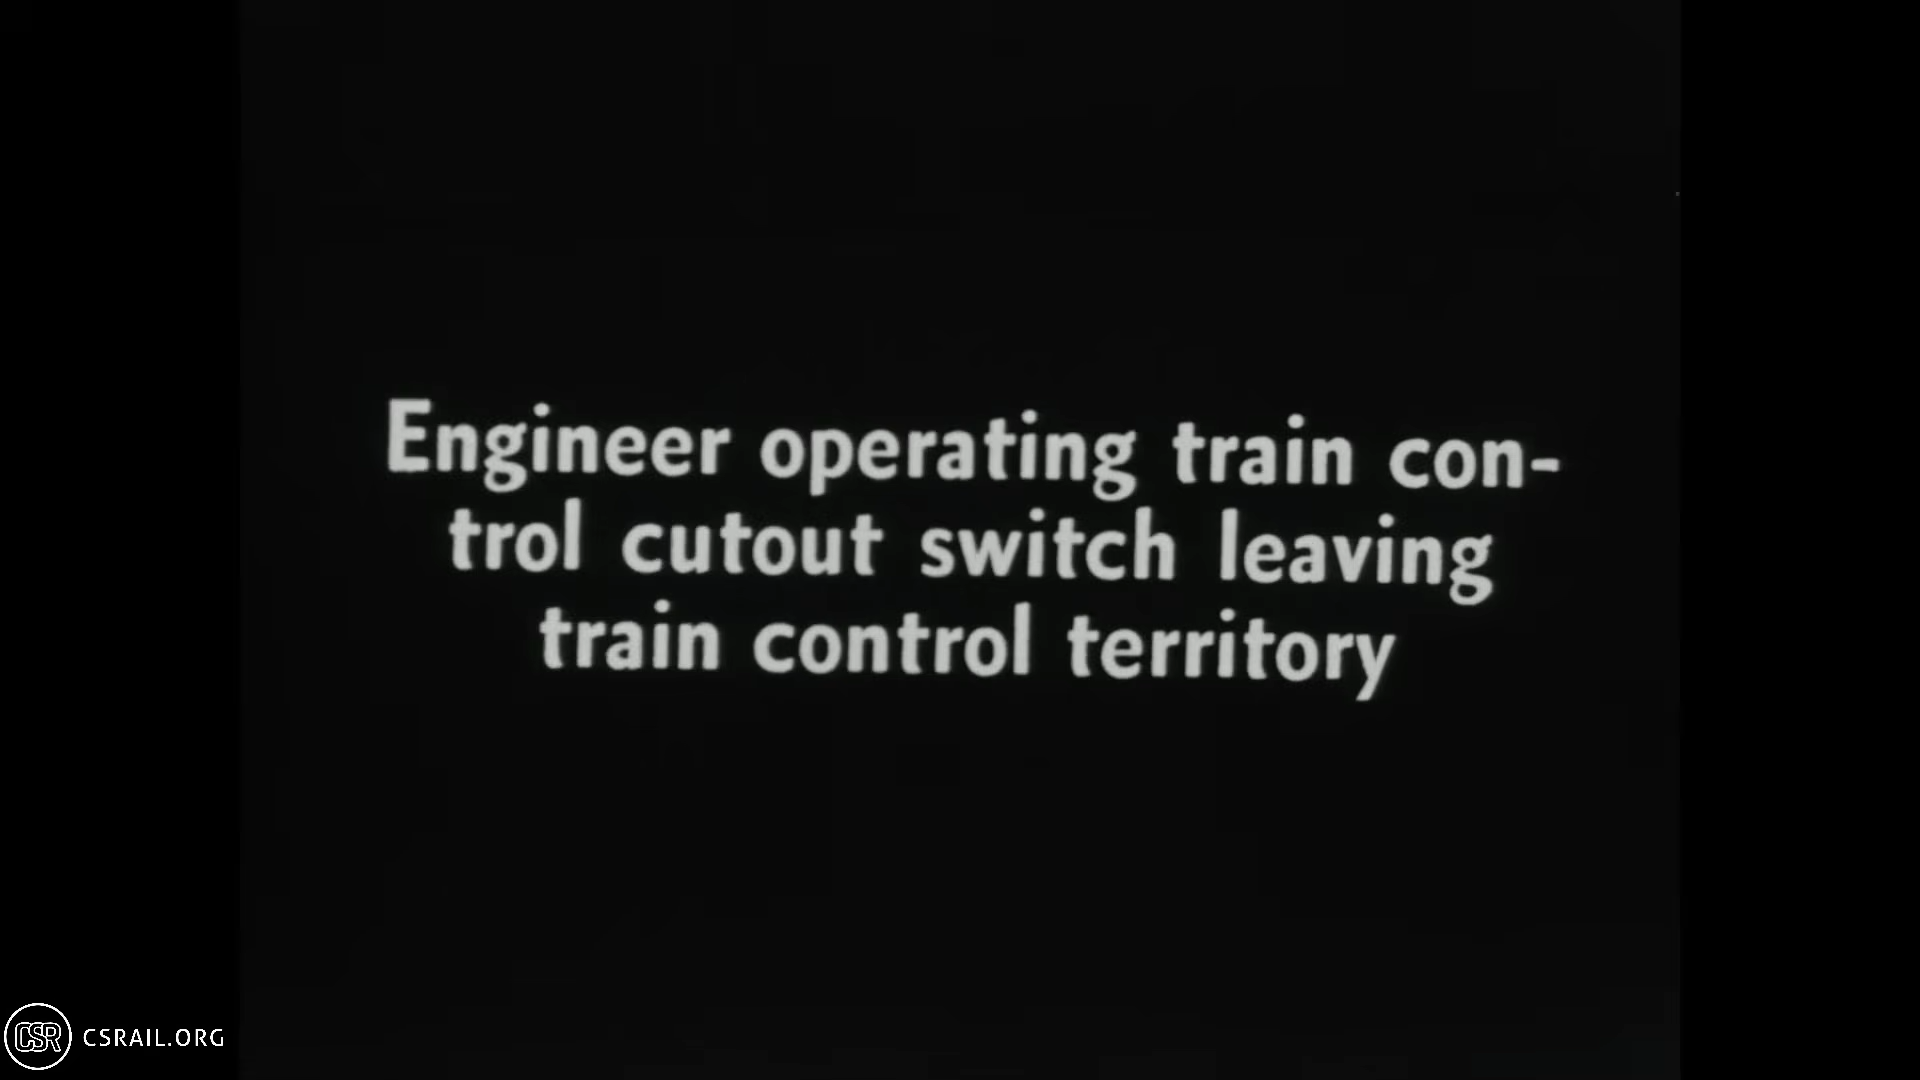 Engineer operating train con-
trol cutout switch leaving
train control territory
CSR CSRAIL.ORG